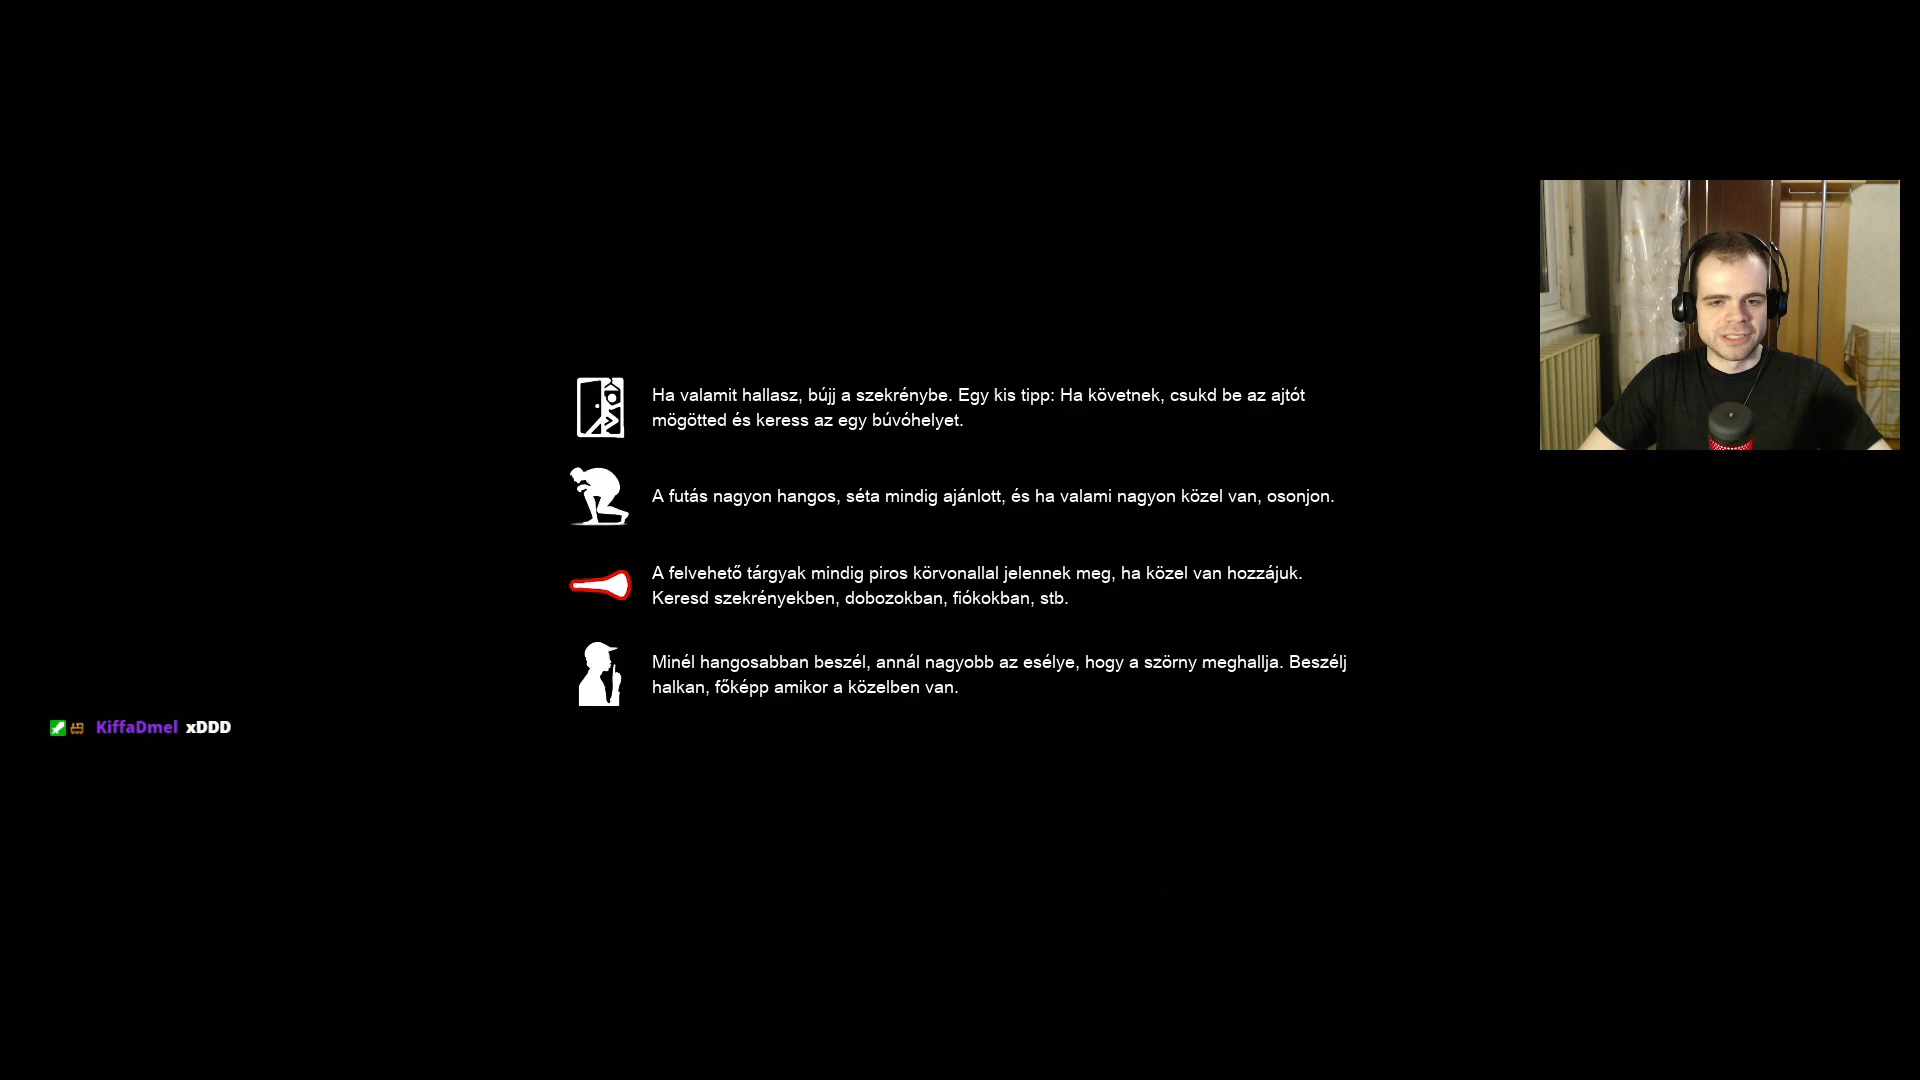 Ha valamit hallasz, bújj a szekrénybe. Egy kis tipp: Ha követnek, csukd be az ajtót
mögötted és keress az egy búvóhelyet.
A futás nagyon hangos, séta mindig ajánlott, és ha valami nagyon közel van, osonjon.
A felvehető tárgyak mindig piros körvonallal jelennek meg, ha közel van hozzájuk.
Keresd szekrényekben, dobozokban, fiókokban, stb.
Minél hangosabban beszél, annál nagyobb az esélye, hogy a szörny meghallja. Beszélj
halkan, főképp amikor a közelben van.
KiffaDmel xDDD